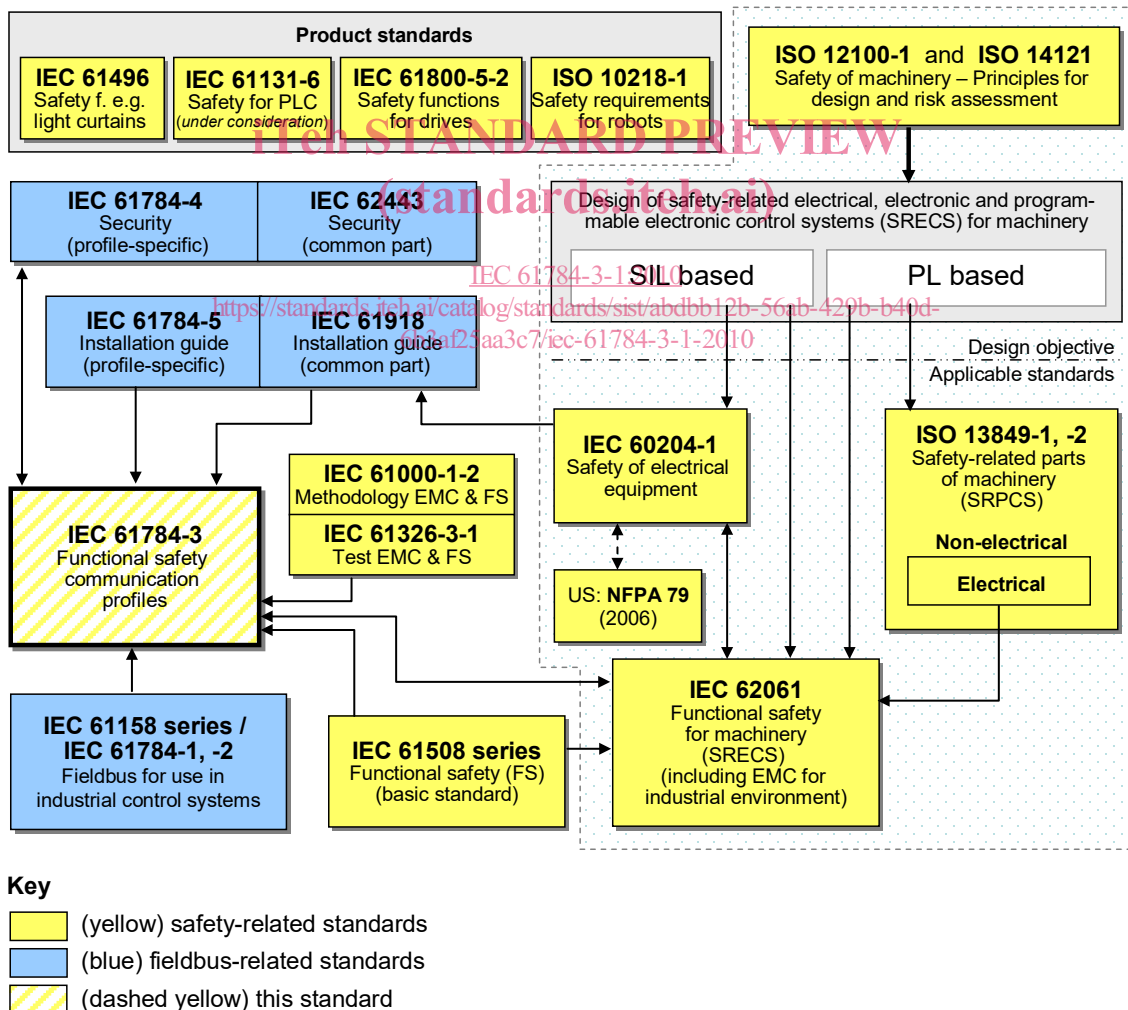 Product standards
IEC 61496
Safety f. e.g.
light curtains
IEC 61131-6
Safety for PLC
(under consideration)
IEC 61800-5-2
Safety functions
for drives
ISO 10218-1
Safety requirements
for robots
ISO 12100-1 and ISO 14121
Safety of machinery – Principles for
design and risk assessment
iTeh STANDARD PREVIEW
(standards.iteh.ai)
IEC 61784-4
Security
(profile-specific)
IEC 62443
Security
(common part)
Design of safety-related electrical, electronic and program-
mable electronic control systems (SRECS) for machinery
SIL based
PL based
IEC 61784-3-1:2010
https://standards.iteh.ai/catalog/standards/sist/abdbb12b-56ab-429b-b40d-
6b3af25aa3c7/iec-61784-3-1-2010
IEC 61784-5
Installation guide
(profile-specific)
IEC 61918
Installation guide
(common part)
Design objective
Applicable standards
IEC 60204-1
Safety of electrical
equipment
ISO 13849-1, -2
Safety-related parts
of machinery
(SRPCS)
Non-electrical
Electrical
IEC 61000-1-2
Methodology EMC & FS
IEC 61326-3-1
Test EMC & FS
IEC 61784-3
Functional safety
communication
profiles
US: NFPA 79
(2006)
IEC 61158 series /
IEC 61784-1, -2
Fieldbus for use in
industrial control systems
IEC 61508 series
Functional safety (FS)
(basic standard)
IEC 62061
Functional safety
for machinery
(SRECS)
(including EMC for
industrial environment)
Key
(yellow) safety-related standards
(blue) fieldbus-related standards
(dashed yellow) this standard